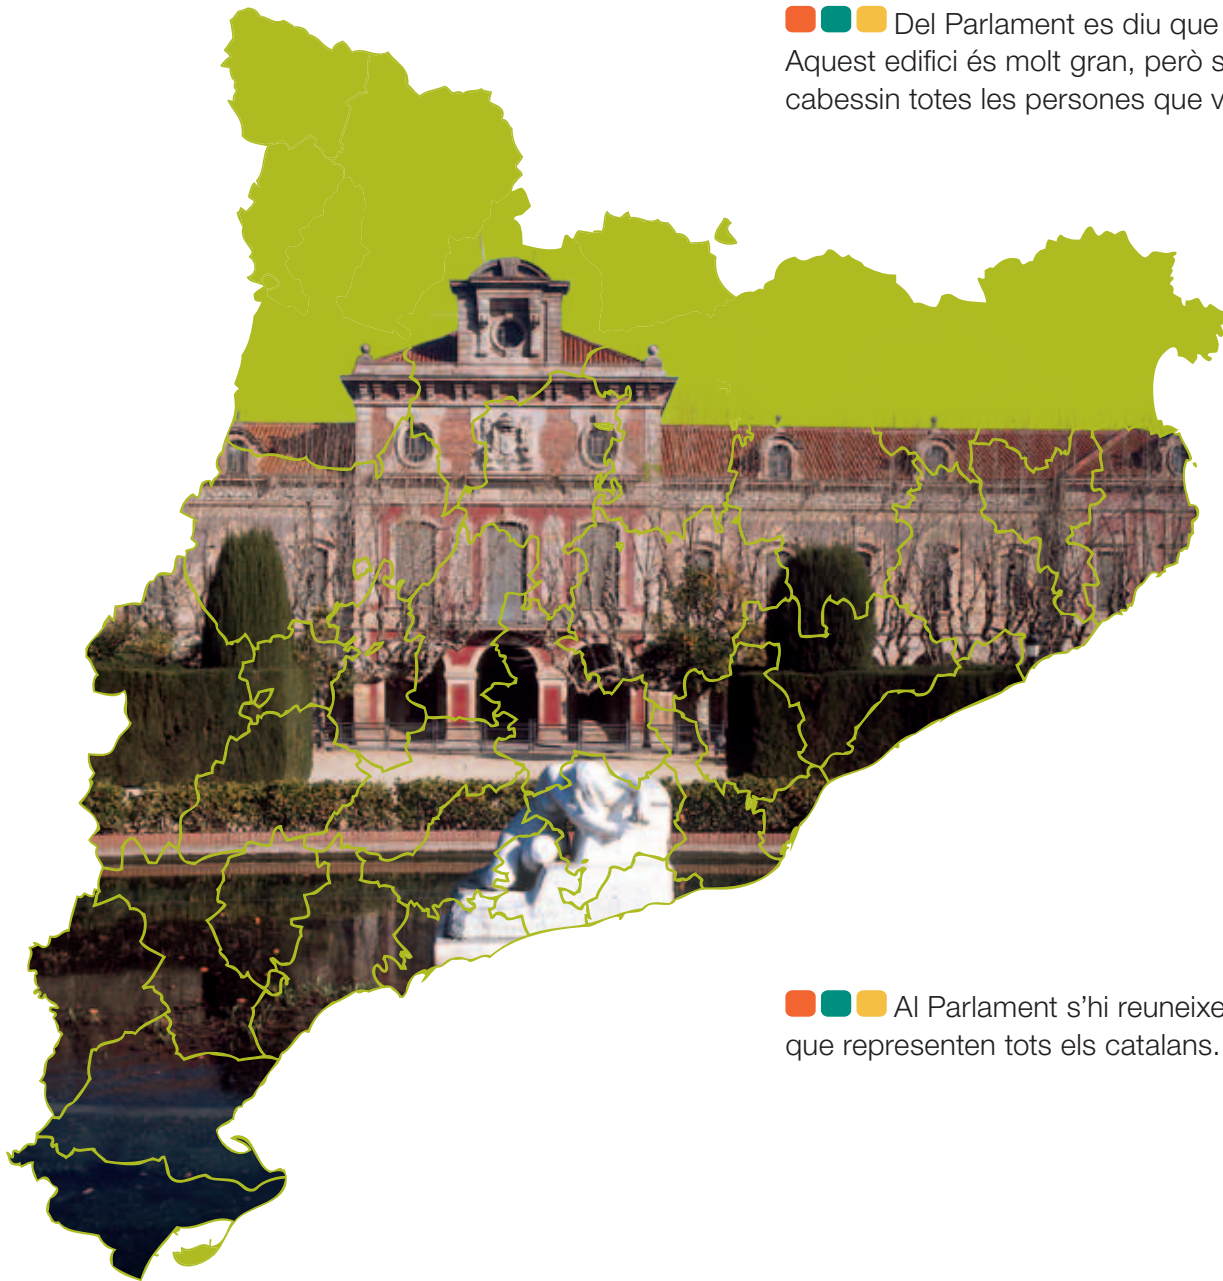 Del Parlament es diu que
Aquest edifici és molt gran, però s
cabessin totes les persones que v
Al Parlament s'hi reuneixe
que representen tots els catalans.